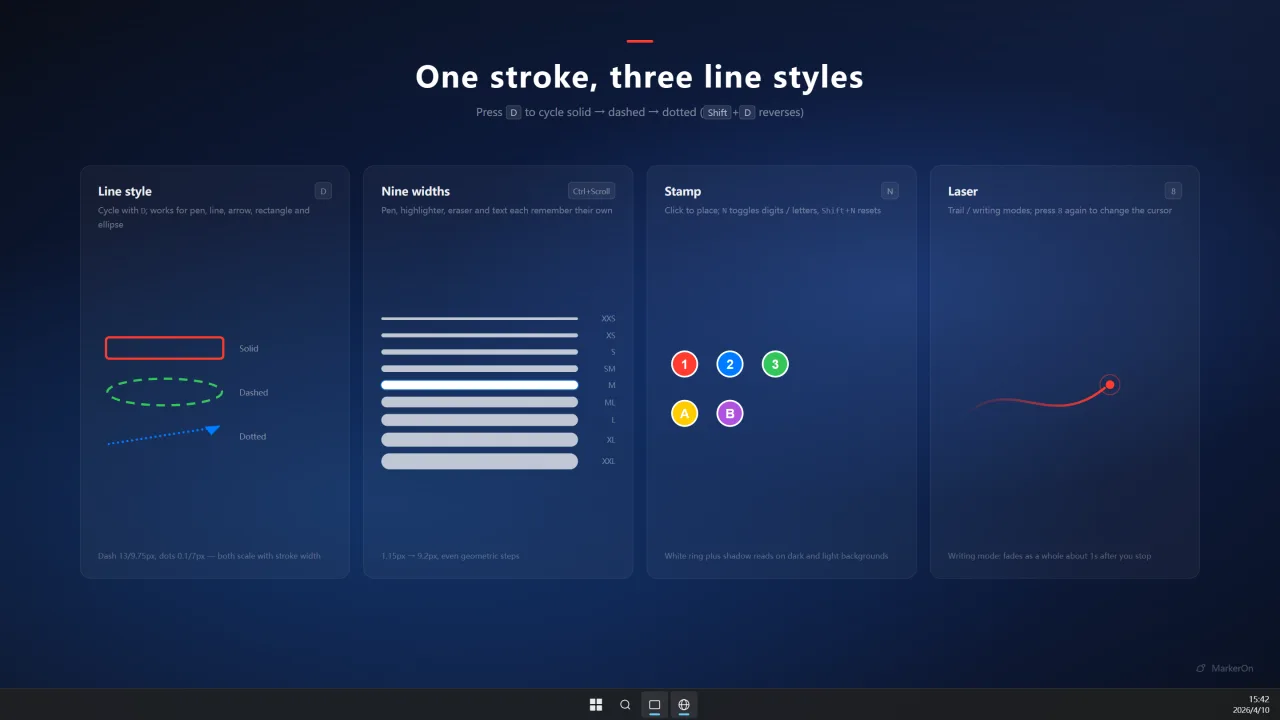 One stroke, three line styles
Press D to cycle solid → dashed → dotted (Shift+D reverses)
Line style
D
Cycle with D; works for pen, line, arrow, rectangle and
ellipse
Solid
Dashed
Dotted
Dash 13/9.75px, dots 0.1/7px — both scale with stroke width
Nine widths
Ctrl+Scroll
Pen, highlighter, eraser and text each remember their own
XXS
XS
S
SM
M
ML
L
XL
XXL
1.15px → 9.2px, even geometric steps
Stamp
N
Click to place; N toggles digits / letters, Shift+N resets
1 2 3
A B
White ring plus shadow reads on dark and light backgrounds
Laser
8
Trail / writing modes; press 8 again to change the cursor
Writing mode: fades as a whole about 1s after you stop
MarkerOn
15:42
2026/4/10